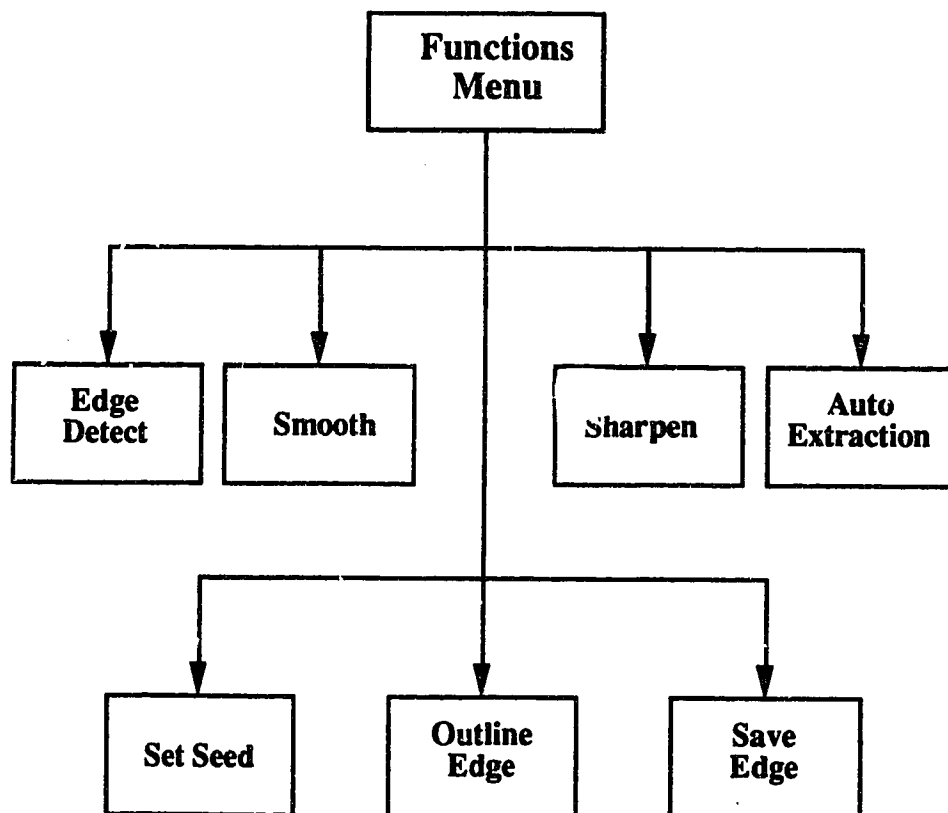 Functions
Menu
Edge
Detect
Smooth
Sharpen
Auto
Extraction
Set Seed
Outline
Edge
Save
Edge